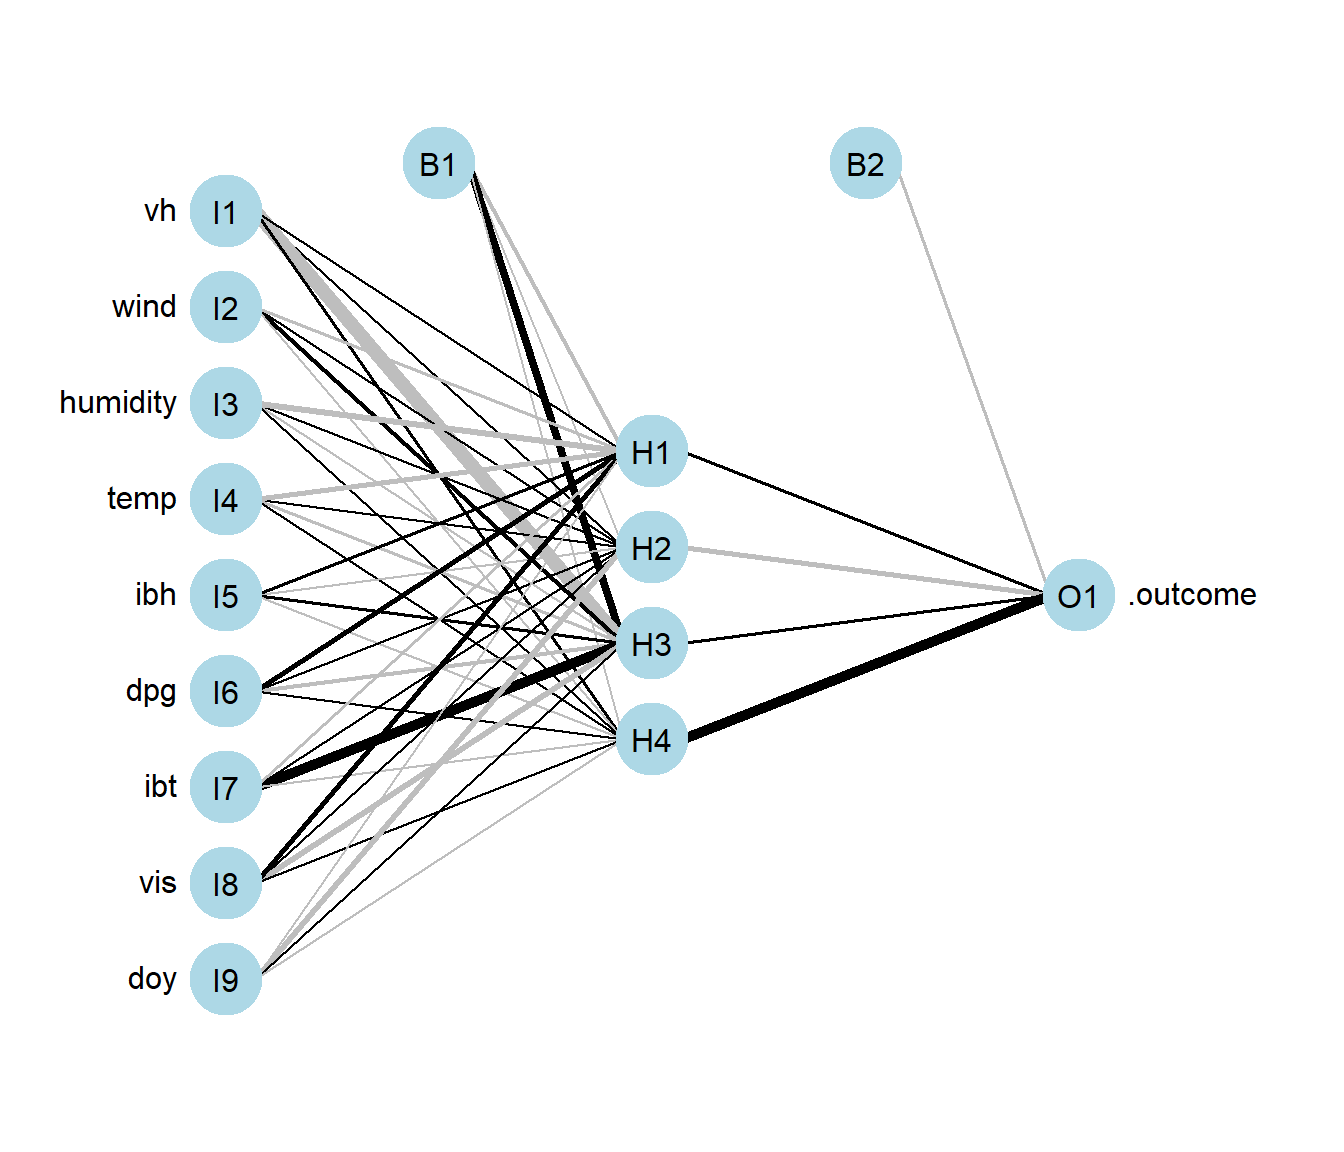 B1
B2
vh I1
wind I2
humidity I3
temp I4
ibh I5
dpg I6
ibt I7
vis I8
doy I9
H1
H2
H3
H4
O1 .outcome